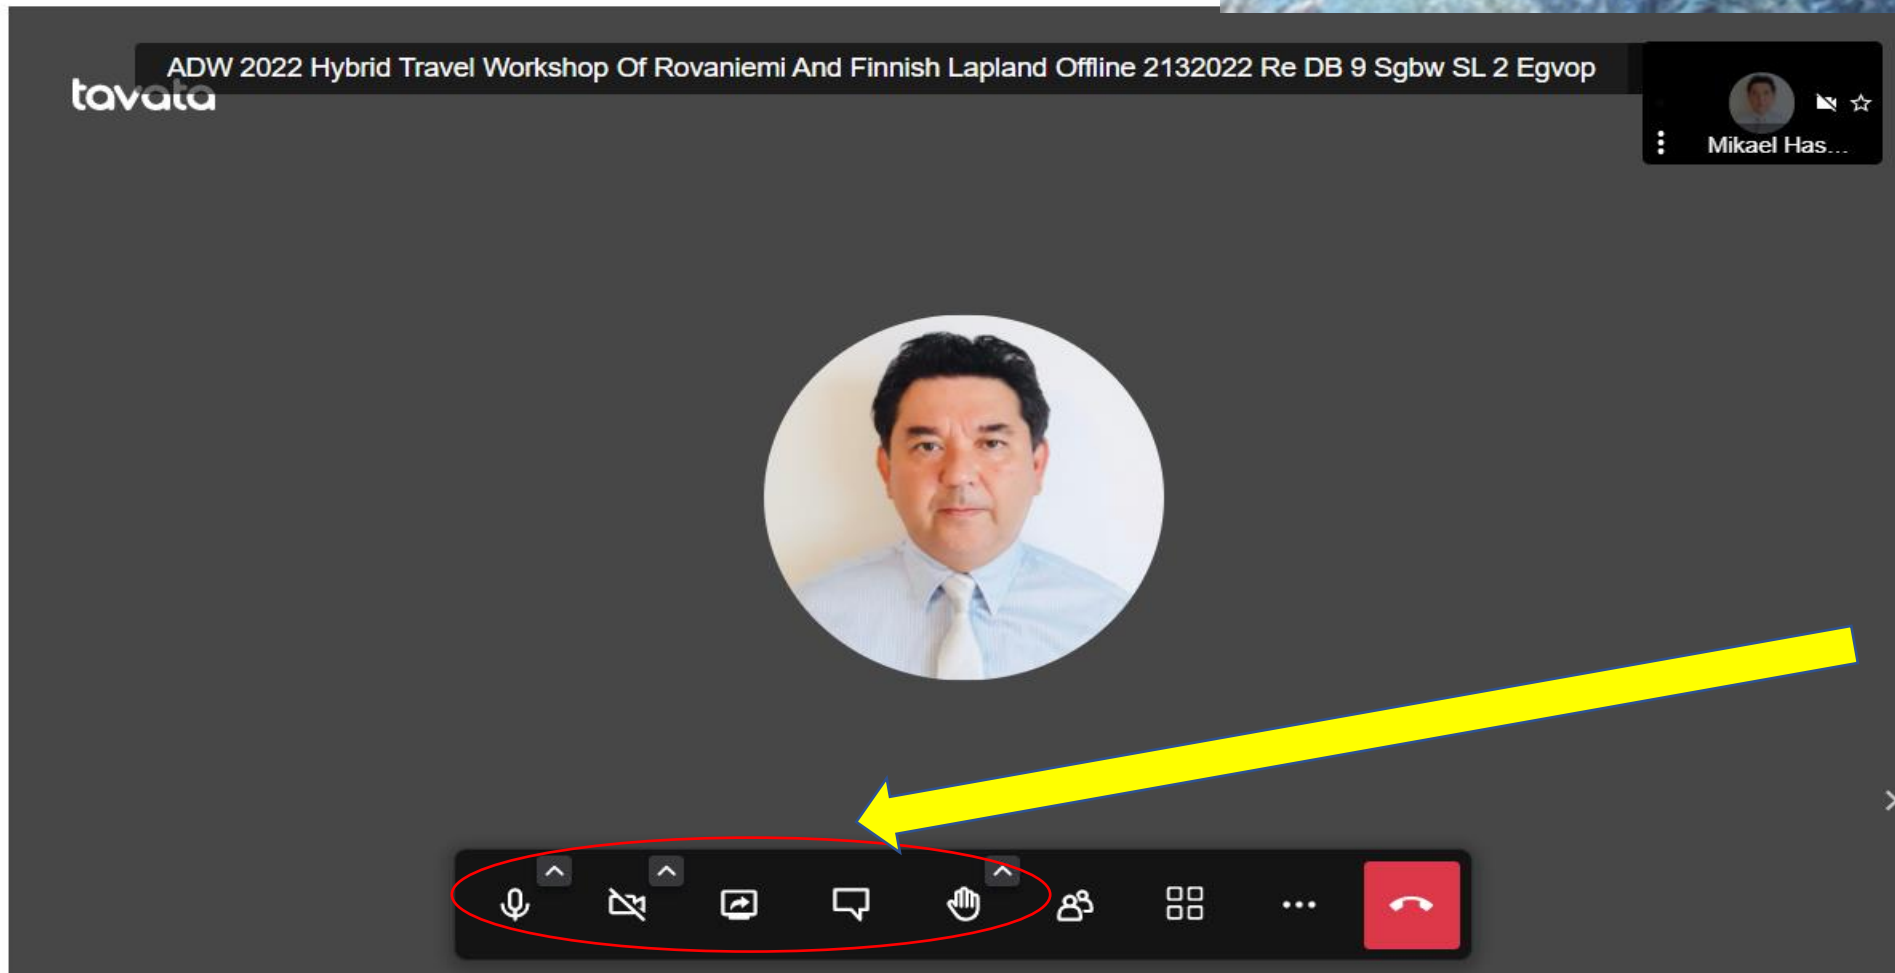 ADW 2022 Hybrid Travel Workshop Of Rovaniemi And Finnish Lapland Offline 2132022 Re DB 9 Sgbw SL 2 Egvop
tavata
Mikael Has...